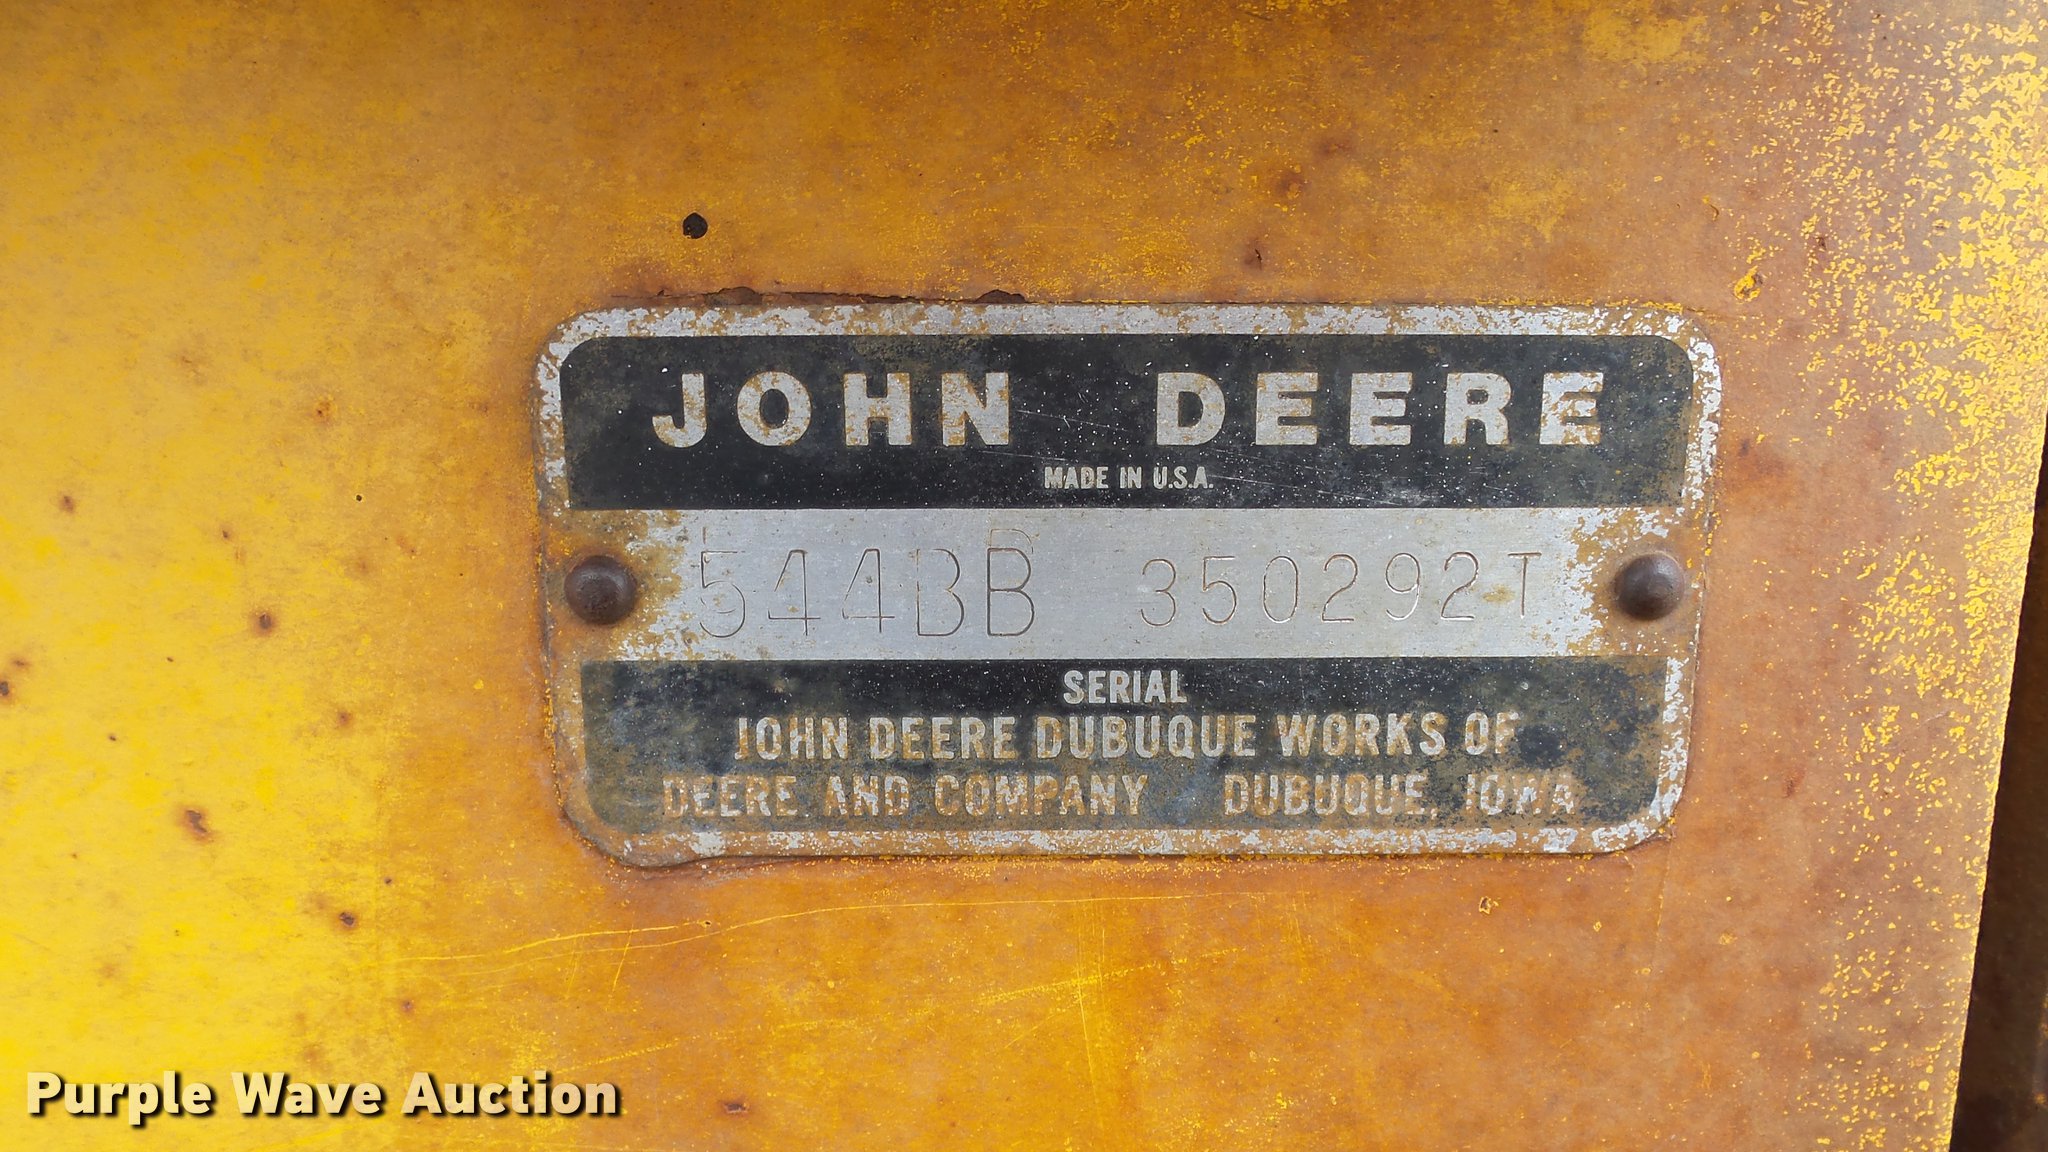 JOHN DEERE
MADE IN U.S.A.
544BB 350292T
SERIAL
JOHN DEERE DUBUQUE WORKS OF
DEERE AND COMPANY DUBUQUE, IOWA
Purple Wave Auction